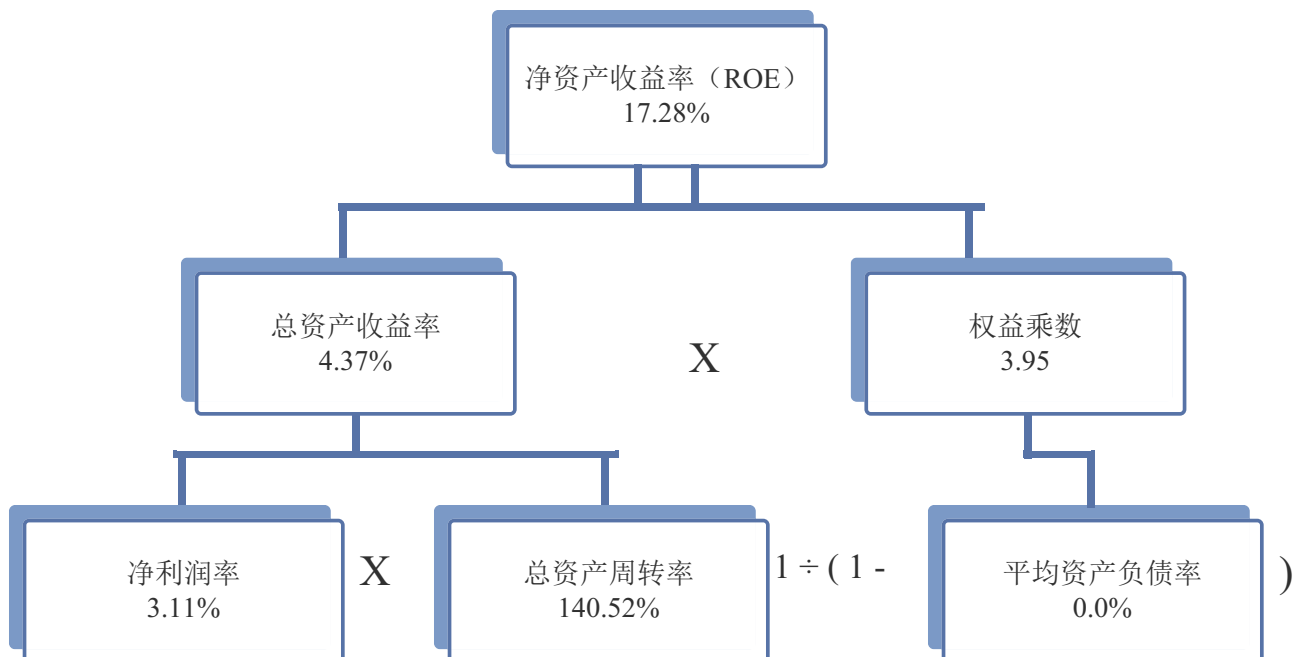 净资产收益率（ROE）
17.28%
总资产收益率
4.37%
X
权益乘数
3.95
净利润率
3.11%
X
总资产周转率
140.52%
1 ÷ ( 1 -
平均资产负债率
0.0%
)